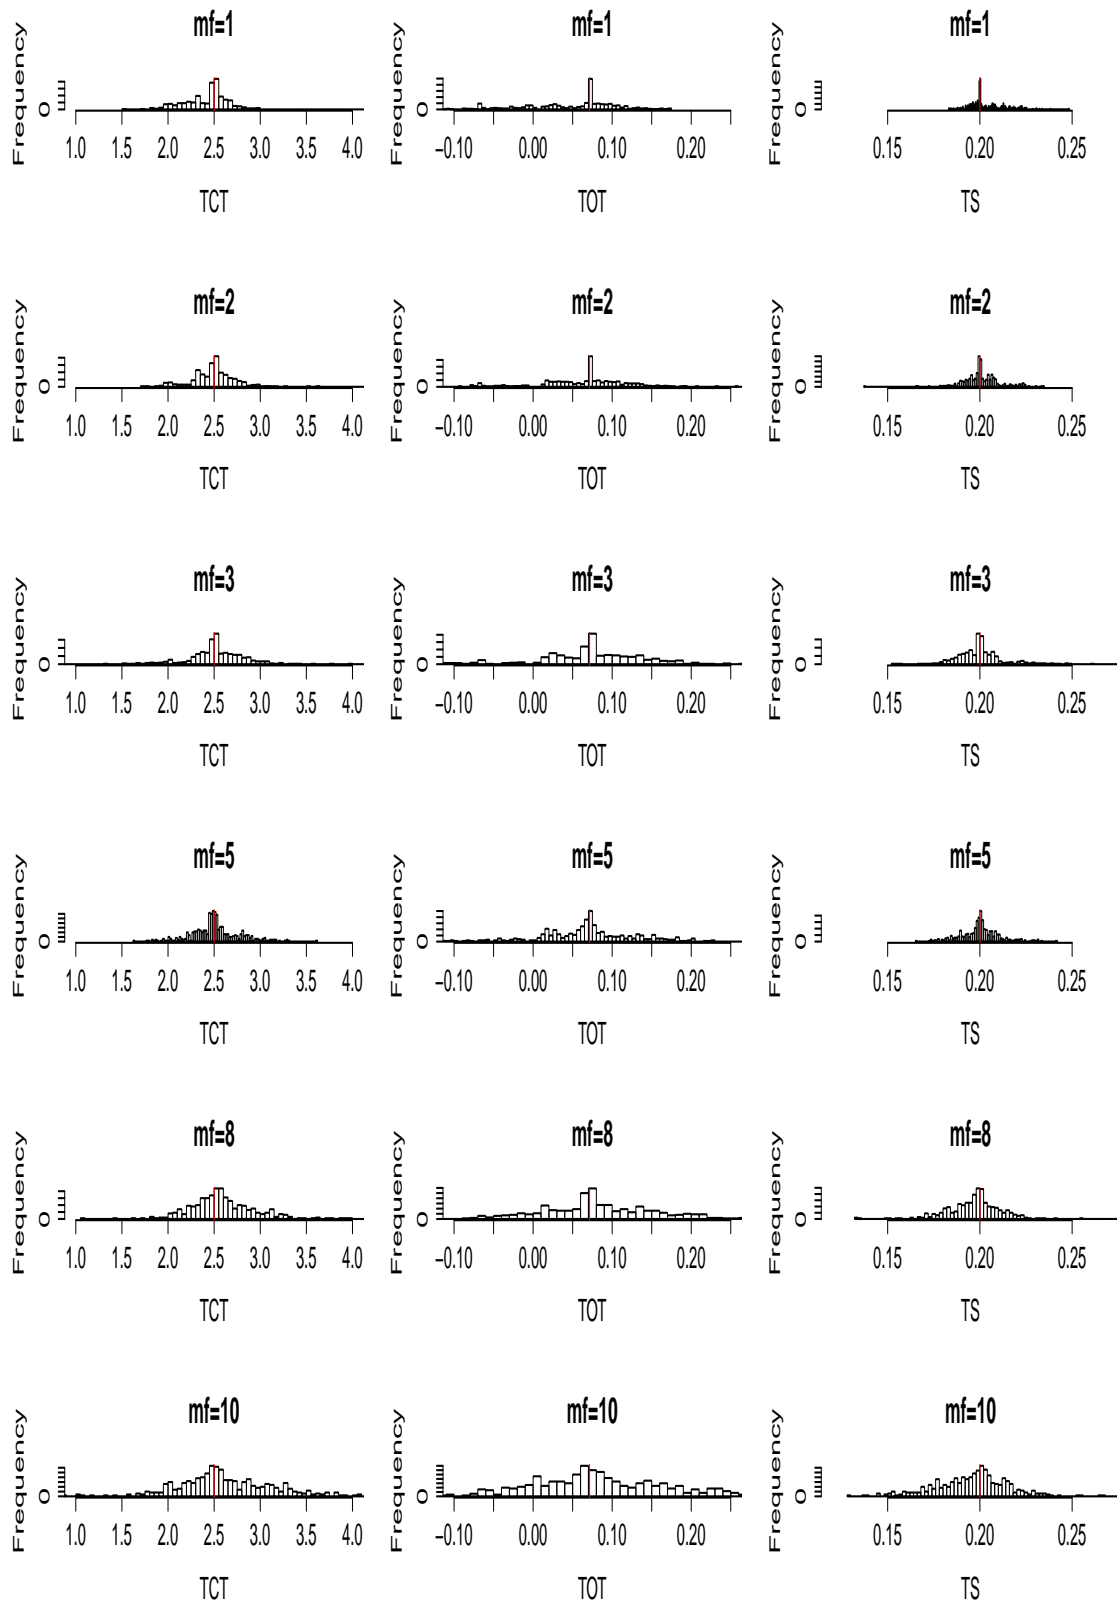 mf=1 mf=1 mf=1
Frequency Frequency Frequency
0 0 0
1.0 1.5 2.0 2.5 3.0 3.5 4.0 −0.10 0.00 0.10 0.20 0.15 0.20 0.25
TCT TOT TS
mf=2 mf=2 mf=2
Frequency Frequency Frequency
0 0 0
1.0 1.5 2.0 2.5 3.0 3.5 4.0 −0.10 0.00 0.10 0.20 0.15 0.20 0.25
TCT TOT TS
mf=3 mf=3 mf=3
Frequency Frequency Frequency
0 0 0
1.0 1.5 2.0 2.5 3.0 3.5 4.0 −0.10 0.00 0.10 0.20 0.15 0.20 0.25
TCT TOT TS
mf=5 mf=5 mf=5
Frequency Frequency Frequency
0 0 0
1.0 1.5 2.0 2.5 3.0 3.5 4.0 −0.10 0.00 0.10 0.20 0.15 0.20 0.25
TCT TOT TS
mf=8 mf=8 mf=8
Frequency Frequency Frequency
0 0 0
1.0 1.5 2.0 2.5 3.0 3.5 4.0 −0.10 0.00 0.10 0.20 0.15 0.20 0.25
TCT TOT TS
mf=10 mf=10 mf=10
Frequency Frequency Frequency
0 0 0
1.0 1.5 2.0 2.5 3.0 3.5 4.0 −0.10 0.00 0.10 0.20 0.15 0.20 0.25
TCT TOT TS